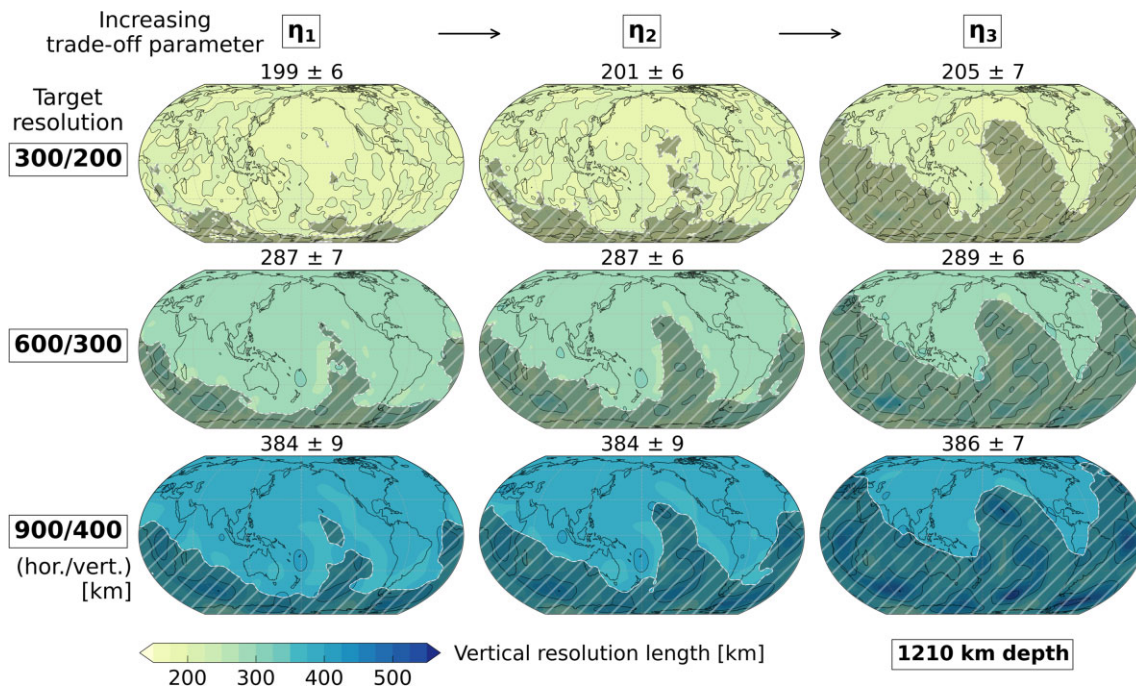 Increasing
trade-off parameter
η1 → η2 → η3
199 ± 6
201 ± 6
205 ± 7
Target
resolution
300/200
287 ± 7
287 ± 6
289 ± 6
600/300
384 ± 9
384 ± 9
386 ± 7
900/400
(hor./vert.)
[km]
200 300 400 500
Vertical resolution length [km]
1210 km depth